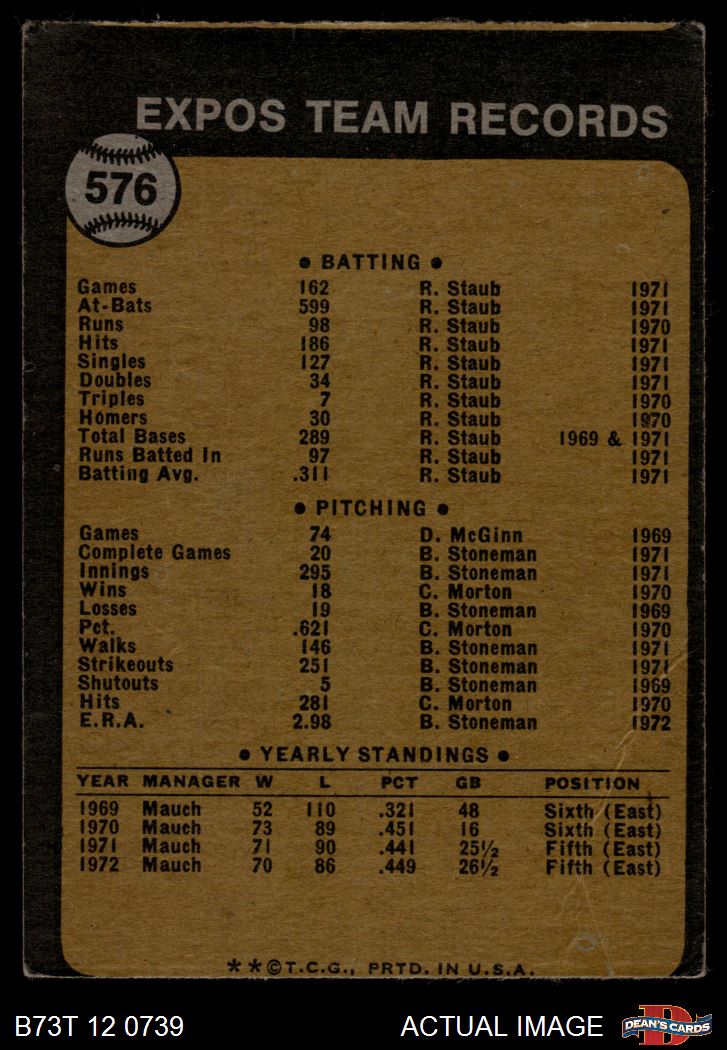 EXPOS TEAM RECORDS
576
• BATTING •
Games 162 R. Staub 1971
At-Bats 599 R. Staub 1971
Runs 98 R. Staub 1970
Hits 186 R. Staub 1971
Singles 127 R. Staub 1971
Doubles 34 R. Staub 1971
Triples 7 R. Staub 1970
Homers 30 R. Staub 1970
Total Bases 289 R. Staub 1969 & 1971
Runs Batted In 97 R. Staub 1971
Batting Avg. .311 R. Staub 1971
• PITCHING •
Games 74 D. McGinn 1969
Complete Games 20 B. Stoneman 1971
Innings 295 B. Stoneman 1971
Wins 18 C. Morton 1970
Losses 19 B. Stoneman 1969
Pct. .621 C. Morton 1970
Walks 146 B. Stoneman 1971
Strikeouts 251 B. Stoneman 1971
Shutouts 5 B. Stoneman 1969
Hits 281 C. Morton 1970
E.R.A. 2.98 B. Stoneman 1972
• YEARLY STANDINGS •
YEAR MANAGER W L PCT GB POSITION
1969 Mauch 52 110 .321 48 Sixth (East)
1970 Mauch 73 89 .451 16 Sixth (East)
1971 Mauch 71 90 .441 25½ Fifth (East)
1972 Mauch 70 86 .449 26½ Fifth (East)
**©T.C.G., PRTD. IN U.S.A.
B73T 12 0739 ACTUAL IMAGE D DEAN'S CARDS